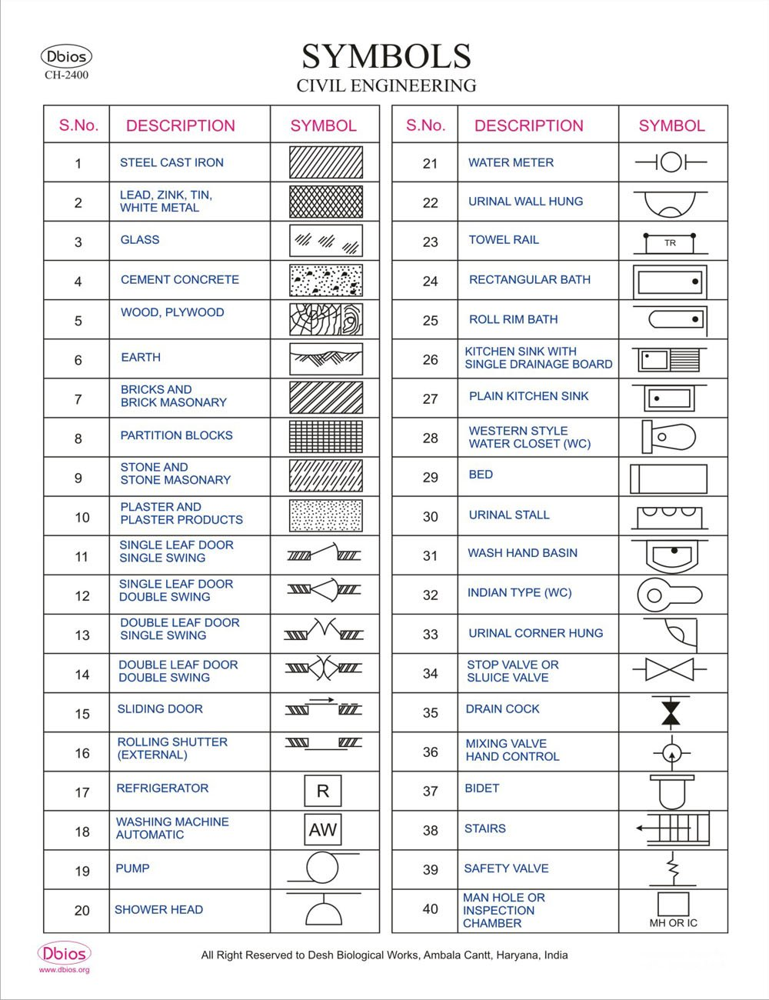 Dbios
CH-2400
SYMBOLS
CIVIL ENGINEERING
S.No. DESCRIPTION SYMBOL
1 STEEL CAST IRON
2 LEAD, ZINK, TIN,
WHITE METAL
3 GLASS
4 CEMENT CONCRETE
5 WOOD, PLYWOOD
6 EARTH
7 BRICKS AND
BRICK MASONARY
8 PARTITION BLOCKS
9 STONE AND
STONE MASONARY
10 PLASTER AND
PLASTER PRODUCTS
11 SINGLE LEAF DOOR
SINGLE SWING
12 SINGLE LEAF DOOR
DOUBLE SWING
13 DOUBLE LEAF DOOR
SINGLE SWING
14 DOUBLE LEAF DOOR
DOUBLE SWING
15 SLIDING DOOR
16 ROLLING SHUTTER
(EXTERNAL)
17 REFRIGERATOR R
18 WASHING MACHINE
AUTOMATIC AW
19 PUMP
20 SHOWER HEAD
S.No. DESCRIPTION SYMBOL
21 WATER METER
22 URINAL WALL HUNG
23 TOWEL RAIL TR
24 RECTANGULAR BATH
25 ROLL RIM BATH
26 KITCHEN SINK WITH
SINGLE DRAINAGE BOARD
27 PLAIN KITCHEN SINK
28 WESTERN STYLE
WATER CLOSET (WC)
29 BED
30 URINAL STALL
31 WASH HAND BASIN
32 INDIAN TYPE (WC)
33 URINAL CORNER HUNG
34 STOP VALVE OR
SLUICE VALVE
35 DRAIN COCK
36 MIXING VALVE
HAND CONTROL
37 BIDET
38 STAIRS
39 SAFETY VALVE
40 MAN HOLE OR
INSPECTION
CHAMBER
MH OR IC
Dbios
www.dbios.org
All Right Reserved to Desh Biological Works, Ambala Cantt, Haryana, India